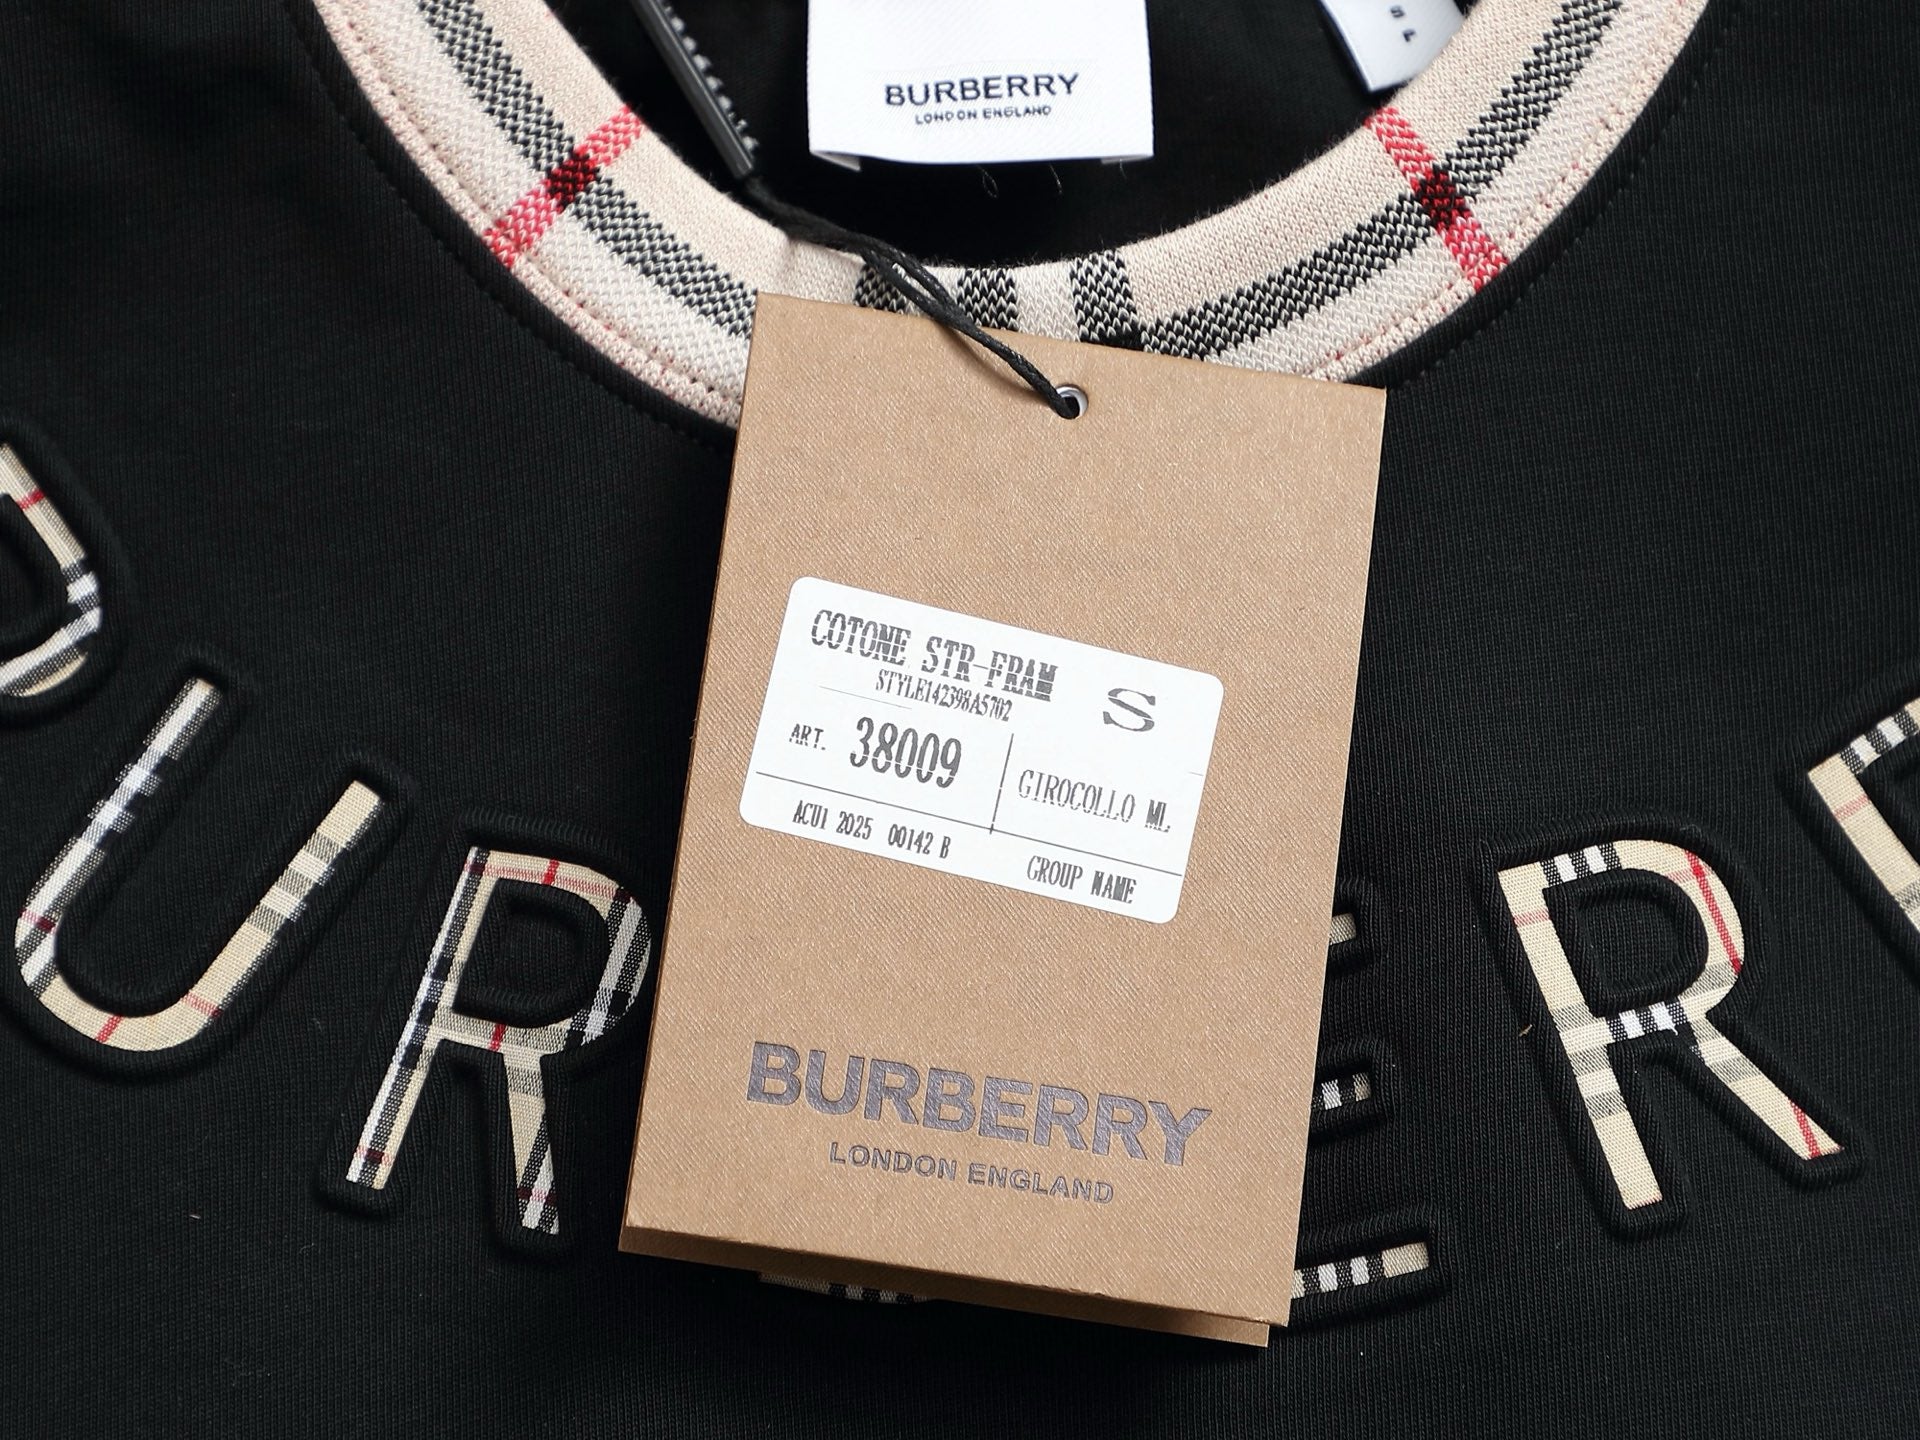 BURBERRY
LONDON ENGLAND
COTONE STR-FRAM
STYLE142398A5702
S
ART. 38009
GIROCOLLO ML
ACU1 2025 00142 B
GROUP NAME
BURBERRY
LONDON ENGLAND
U R E R